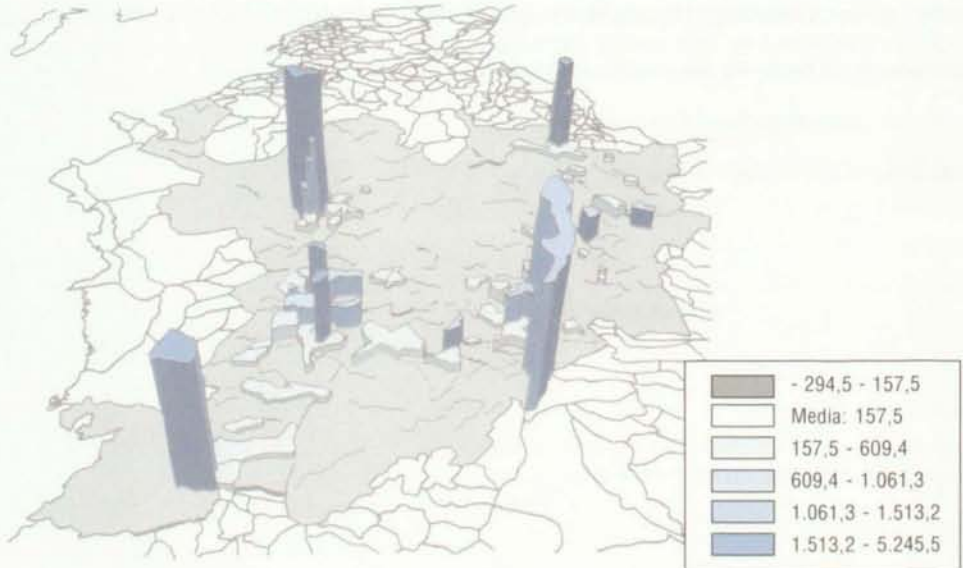 - 294,5 - 157,5
Media: 157,5
157,5 - 609,4
609,4 - 1.061,3
1.061,3 - 1.513,2
1.513,2 - 5.245,5